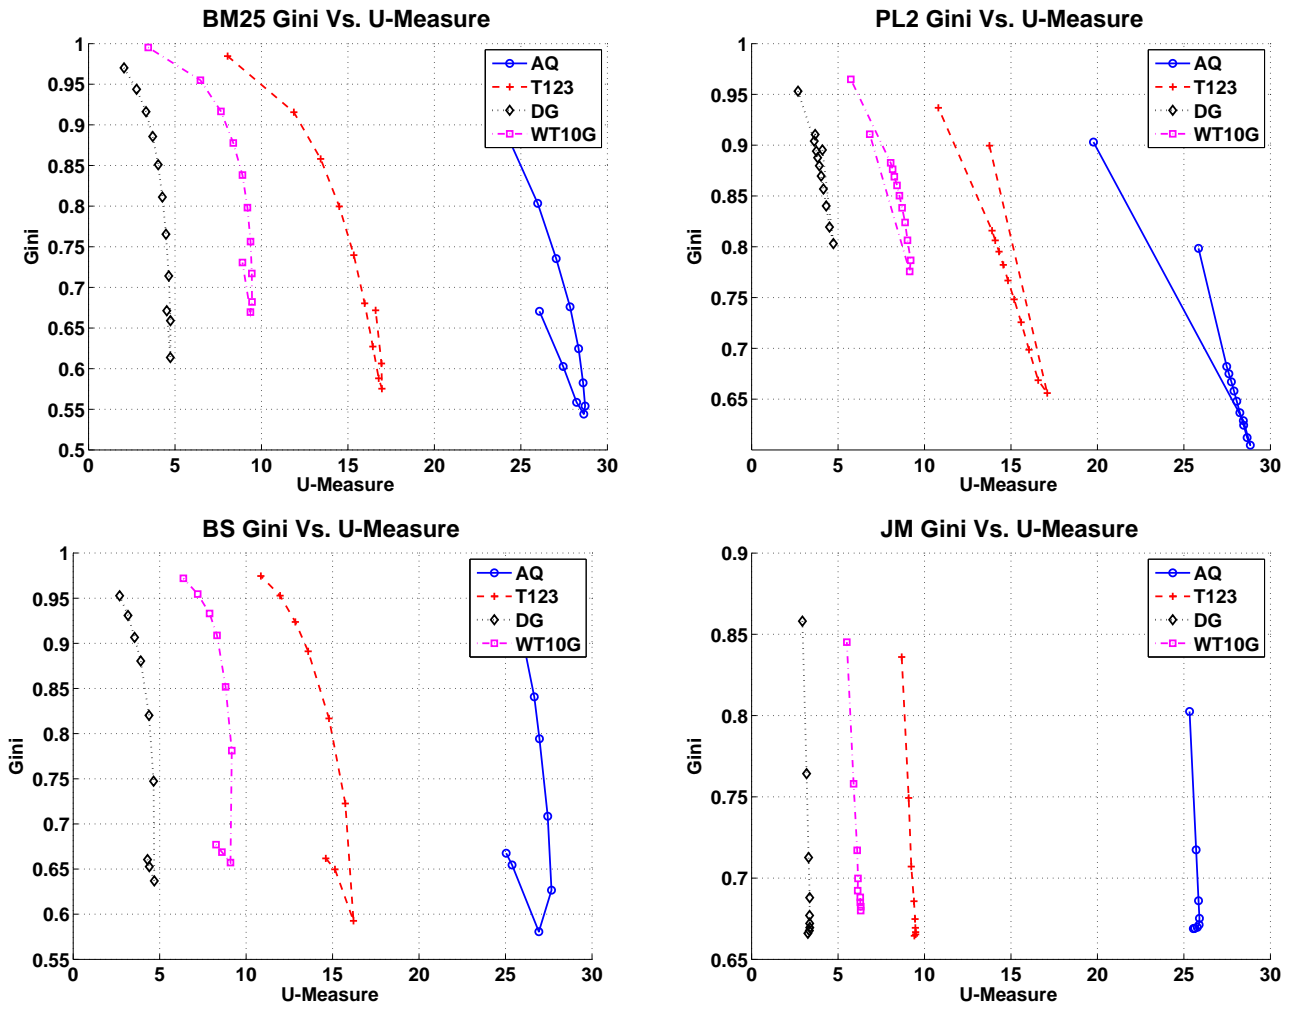 BM25 Gini Vs. U-Measure
1
0.95
0.9
0.85
0.8
0.75
0.7
0.65
0.6
0.55
0.5
Gini
0 5 10 15 20 25 30
U-Measure
AQ
T123
DG
WT10G
PL2 Gini Vs. U-Measure
1
0.95
0.9
0.85
0.8
0.75
0.7
0.65
Gini
0 5 10 15 20 25 30
U-Measure
AQ
T123
DG
WT10G
BS Gini Vs. U-Measure
1
0.95
0.9
0.85
0.8
0.75
0.7
0.65
0.6
0.55
Gini
0 5 10 15 20 25 30
U-Measure
AQ
T123
DG
WT10G
JM Gini Vs. U-Measure
0.9
0.85
0.8
0.75
0.7
0.65
Gini
0 5 10 15 20 25 30
U-Measure
AQ
T123
DG
WT10G